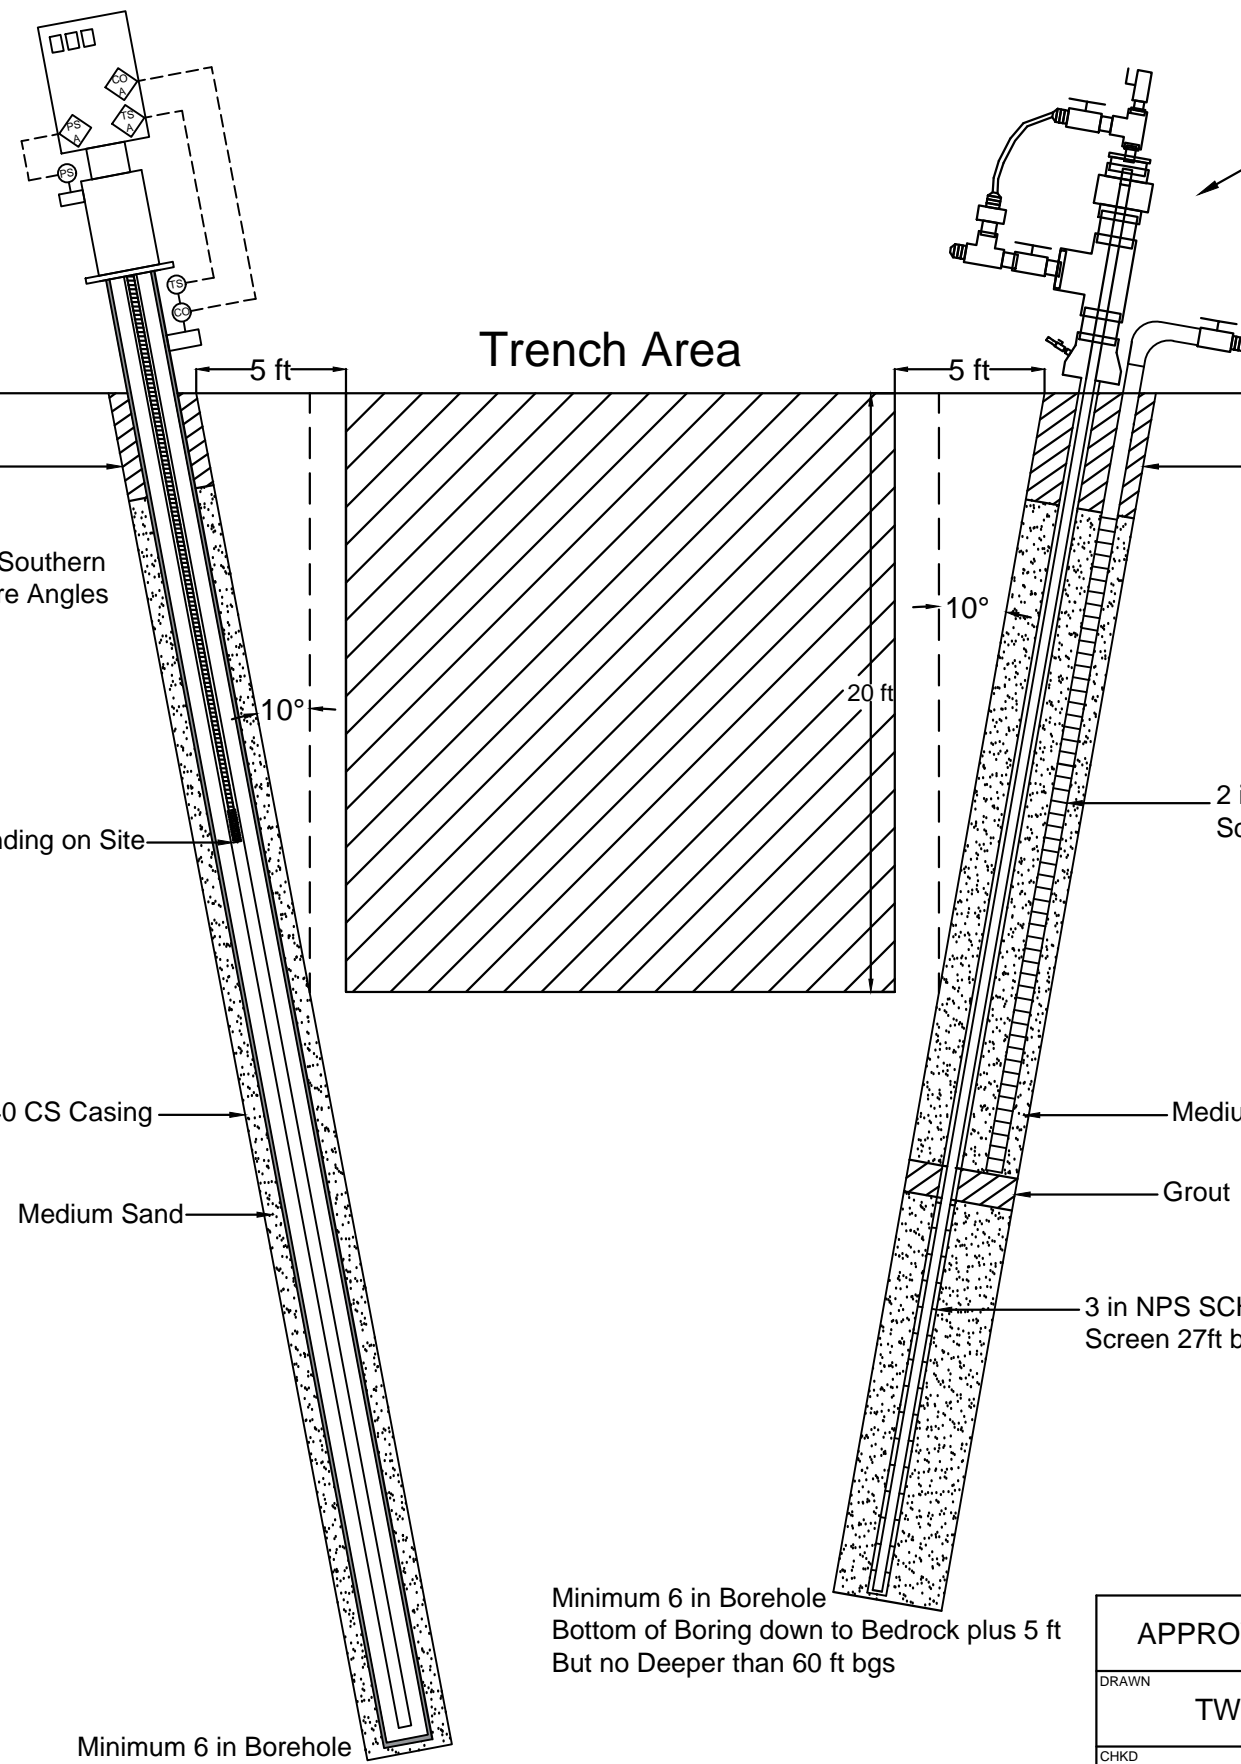 CO
A
PS
A
TS
A
PS
TS
CO
Trench Area
5 ft
5 ft
Southern
re Angles
10°
10°
20 ft
2 i
Sc
nding on Site
0 CS Casing
Mediu
Medium Sand
Grout
3 in NPS SCH
Screen 27ft b
Minimum 6 in Borehole
Bottom of Boring down to Bedrock plus 5 ft
But no Deeper than 60 ft bgs
Minimum 6 in Borehole
APPRO
DRAWN
TW
CHKD